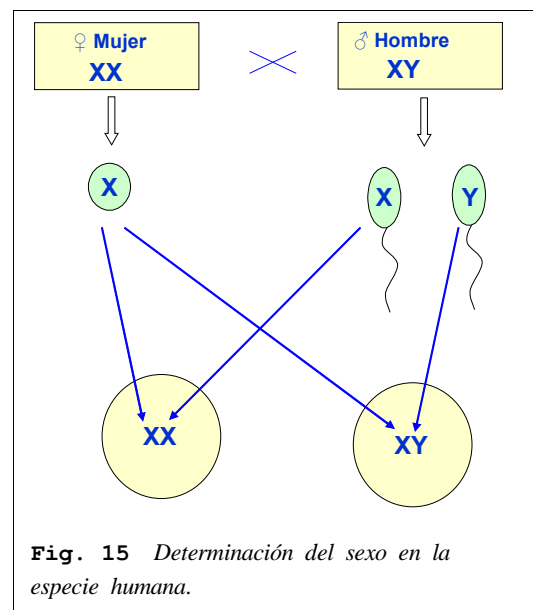 ♀ Mujer
XX
♂ Hombre
XY
X
X
Y
XX
XY
Fig. 15 Determinación del sexo en la
especie humana.